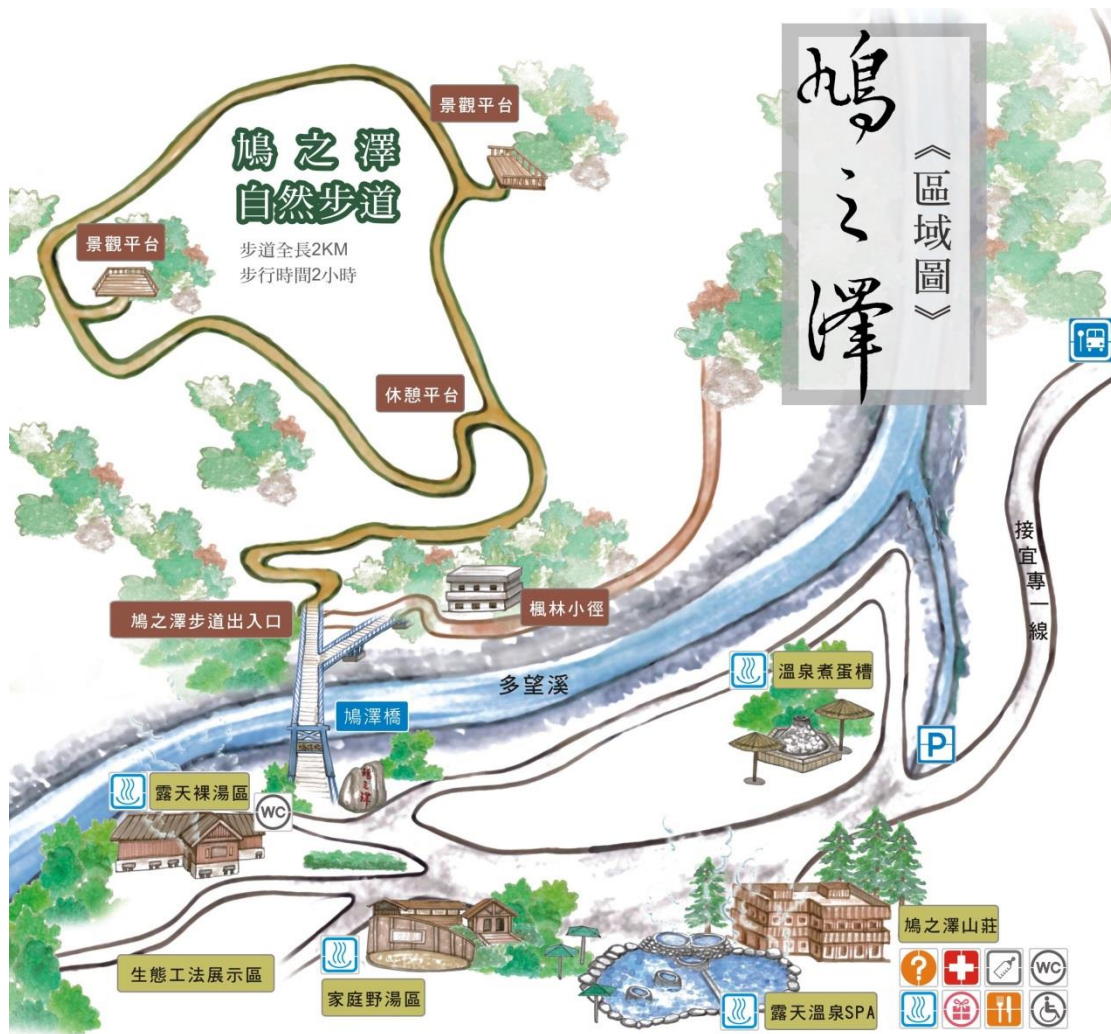 鳩之澤
《區域圖》
景觀平台
鳩之澤
自然步道
步道全長2KM
步行時間2小時
景觀平台
休憩平台
接宜專一線
鳩之澤步道出入口
楓林小徑
多望溪
溫泉煮蛋槽
鳩澤橋
P
露天裸湯區
WC
鳩之澤
鳩之澤山莊
?
WC
生態工法展示區
家庭野湯區
露天溫泉SPA